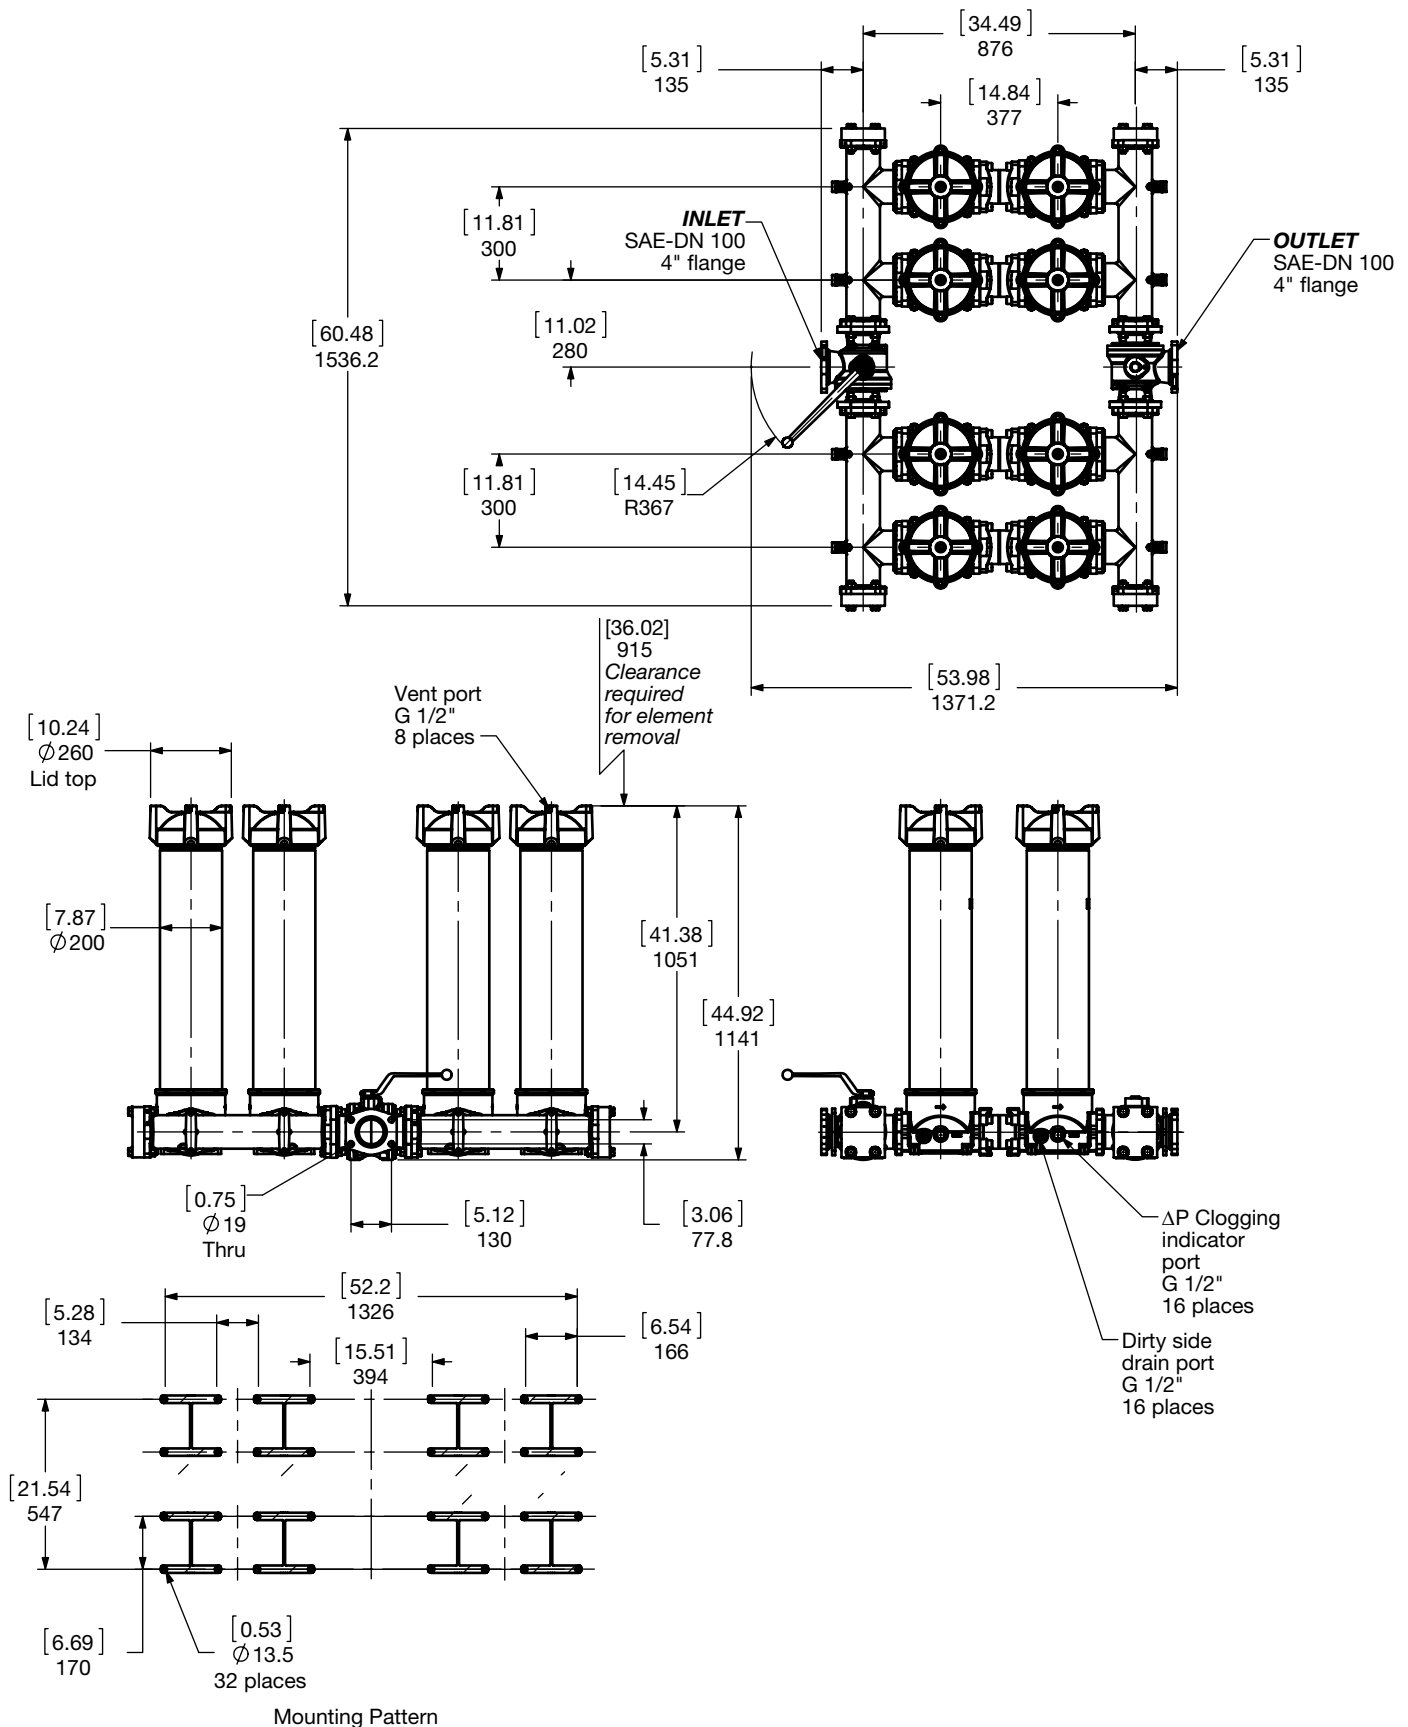 [34.49]
876
[5.31]
135
[5.31]
135
[14.84]
377
[11.81]
300
INLET
SAE-DN 100
4" flange
OUTLET
SAE-DN 100
4" flange
[60.48]
1536.2
[11.02]
280
[11.81]
300
[14.45]
R367
[36.02]
915
Clearance
required
for element
removal
[53.98]
1371.2
Vent port
G 1/2"
8 places
[10.24]
∅260
Lid top
[7.87]
∅200
[41.38]
1051
[44.92]
1141
[0.75]
∅19
Thru
[5.12]
130
[3.06]
77.8
ΔP Clogging
indicator
port
G 1/2"
16 places
Dirty side
drain port
G 1/2"
16 places
[52.2]
1326
[5.28]
134
[15.51]
394
[6.54]
166
[21.54]
547
[6.69]
170
[0.53]
∅13.5
32 places
Mounting Pattern